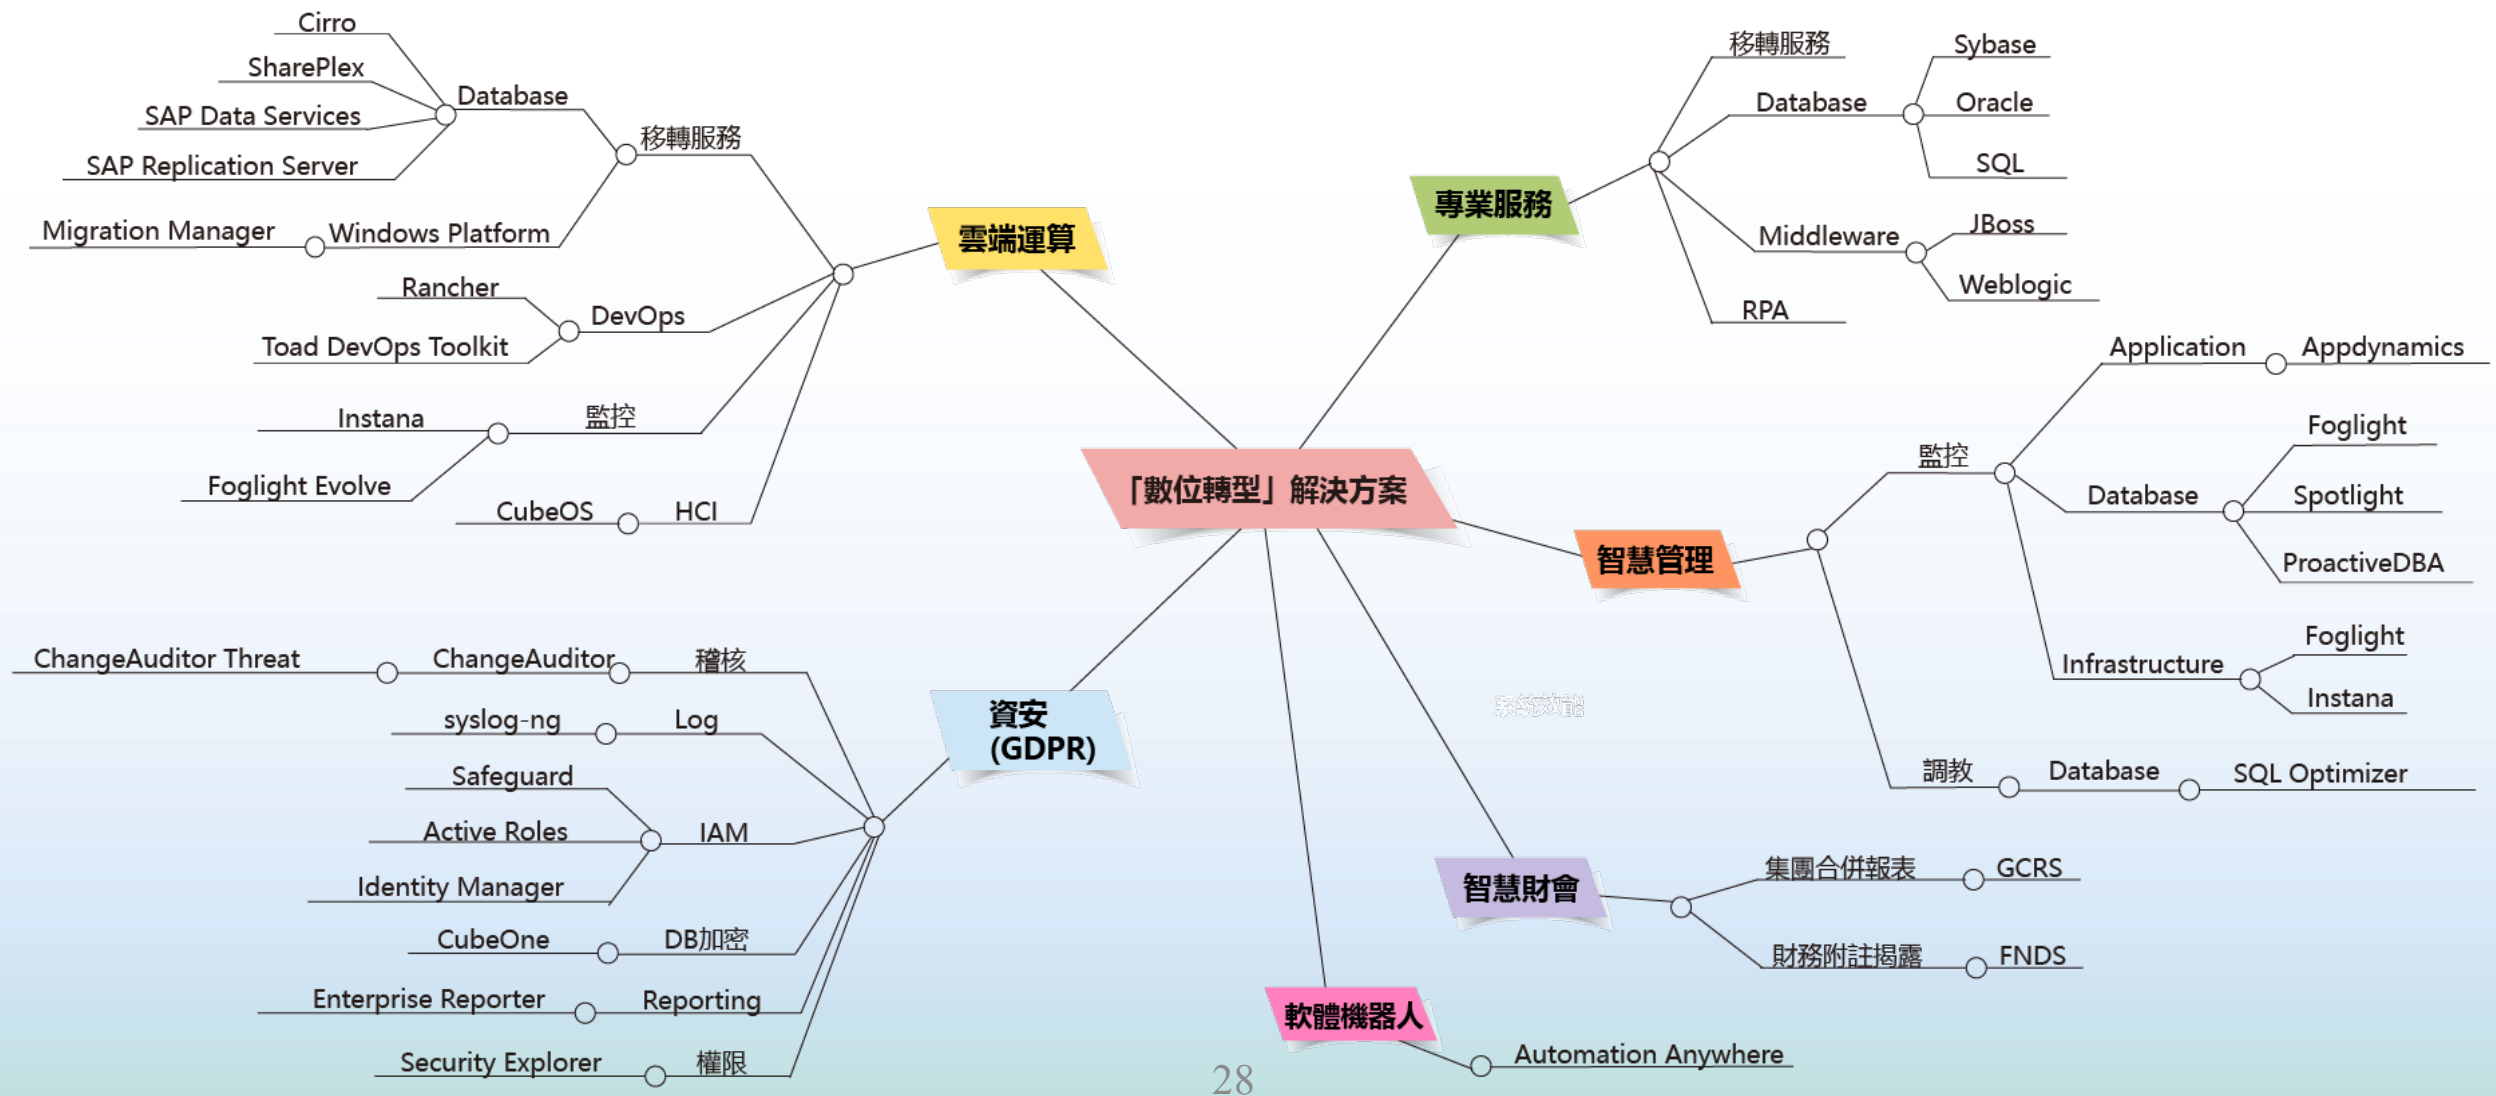 「數位轉型」解決方案
雲端運算
移轉服務
Database
Cirro
SharePlex
SAP Data Services
SAP Replication Server
Windows Platform
Migration Manager
DevOps
Rancher
Toad DevOps Toolkit
監控
Instana
Foglight Evolve
HCI
CubeOS
資安
(GDPR)
稽核
ChangeAuditor
ChangeAuditor Threat
Log
syslog-ng
IAM
Safeguard
Active Roles
Identity Manager
DB加密
CubeOne
Reporting
Enterprise Reporter
權限
Security Explorer
專業服務
移轉服務
Database
Sybase
Oracle
SQL
Middleware
JBoss
Weblogic
RPA
智慧管理
監控
Application
Appdynamics
Database
Foglight
Spotlight
ProactiveDBA
Infrastructure
Foglight
Instana
調教
Database
SQL Optimizer
系統效能
智慧財會
集團合併報表
GCRS
財務附註揭露
FNDS
軟體機器人
Automation Anywhere
28